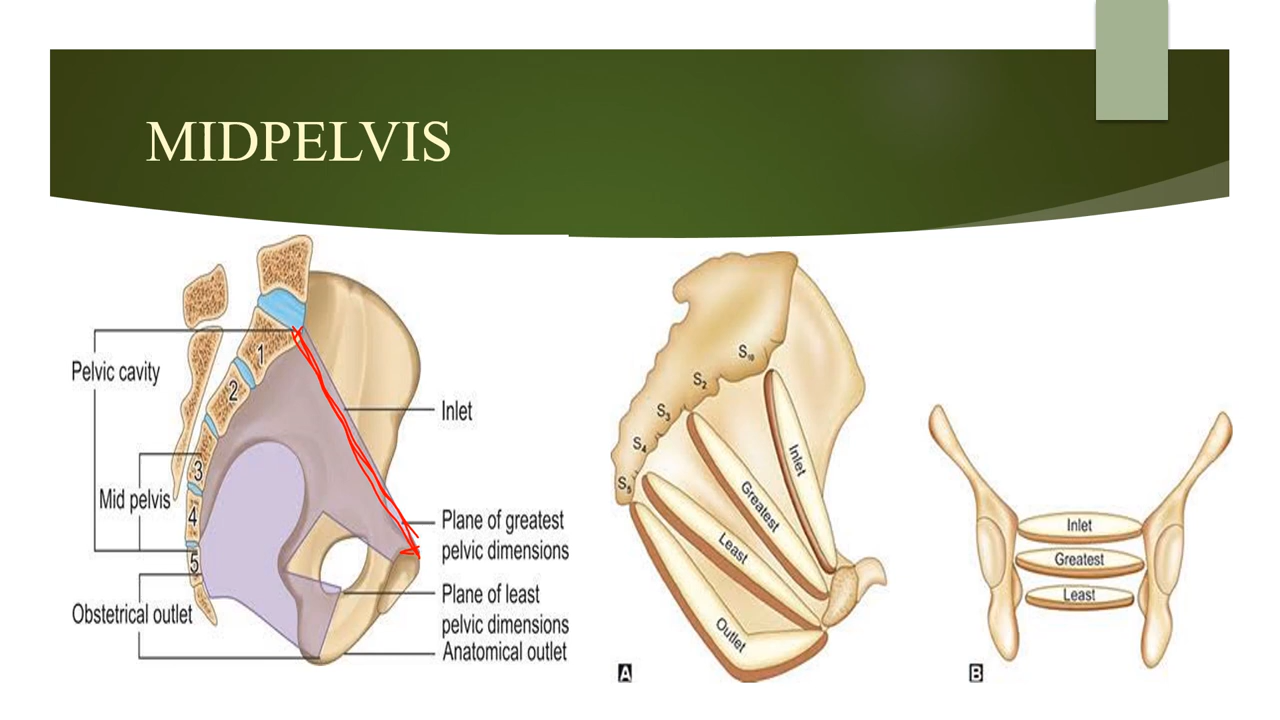 MIDPELVIS
Pelvic cavity
Mid pelvis
Obstetrical outlet
1
2
3
4
5
Inlet
Plane of greatest
pelvic dimensions
Plane of least
pelvic dimensions
Anatomical outlet
S₂
S₃
S₄
S₅
Inlet
Greatest
Least
Outlet
A
Inlet
Greatest
Least
B